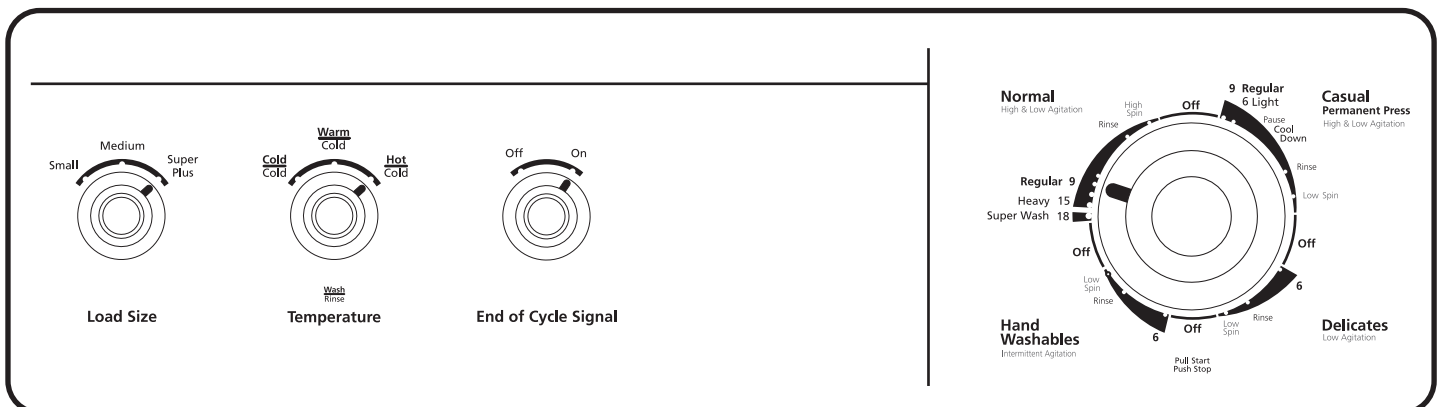 Small
Medium
Super
Plus
Load Size
Cold
Cold
Warm
Cold
Hot
Cold
Wash
Rinse
Temperature
Off
On
End of Cycle Signal
Normal
High & Low Agitation
High
Spin
Rinse
Regular 9
Heavy 15
Super Wash 18
Off
Off
9 Regular
6 Light
Pause
Cool
Down
Rinse
Low Spin
Off
Casual
Permanent Press
High & Low Agitation
Low
Spin
Rinse
6
Hand
Washables
Intermittent Agitation
Off
Low
Spin
Rinse
6
Delicates
Low Agitation
Pull Start
Push Stop